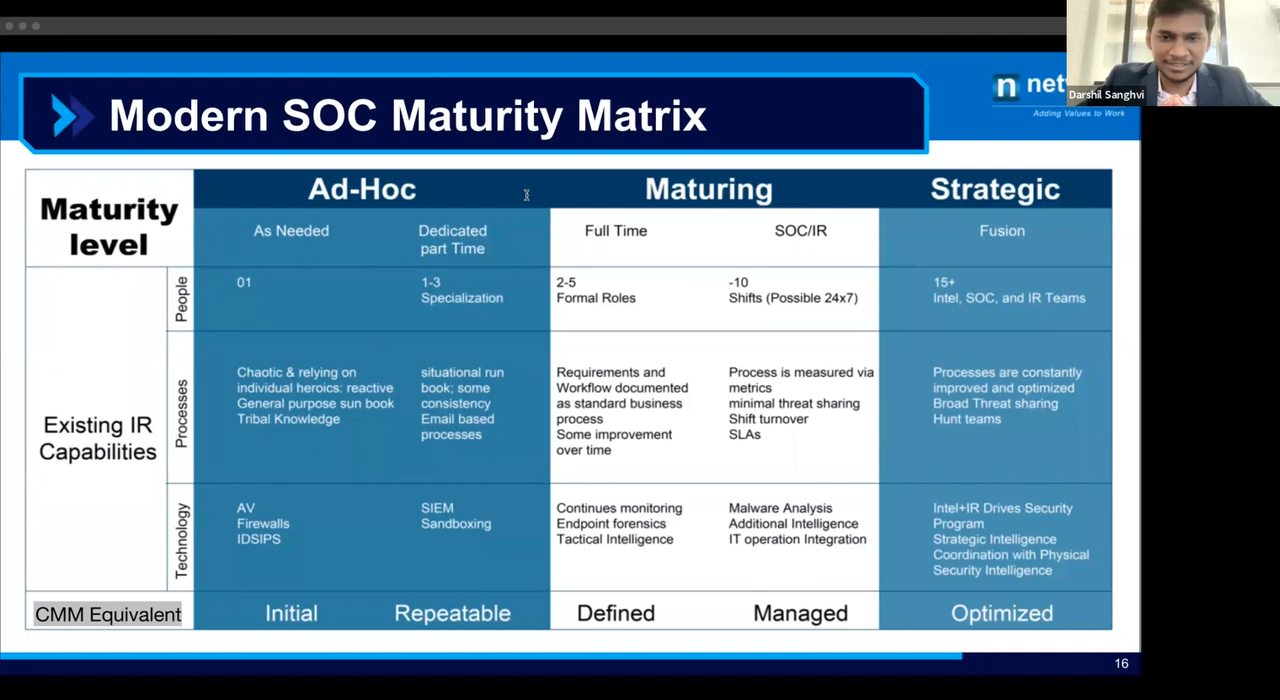 Modern SOC Maturity Matrix
n net
Darshil Sanghvi
Adding Values to Work
Maturity
level
Ad-Hoc
Maturing
Strategic
As Needed
Dedicated
part Time
Full Time
SOC/IR
Fusion
Existing IR
Capabilities
People
01
1-3
Specialization
2-5
Formal Roles
-10
Shifts (Possible 24x7)
15+
Intel, SOC, and IR Teams
Processes
Chaotic & relying on
individual heroics: reactive
General purpose sun book
Tribal Knowledge
situational run
book; some
consistency
Email based
processes
Requirements and
Workflow documented
as standard business
process
Some improvement
over time
Process is measured via
metrics
minimal threat sharing
Shift turnover
SLAs
Processes are constantly
improved and optimized
Broad Threat sharing
Hunt teams
Technology
AV
Firewalls
IDSIPS
SIEM
Sandboxing
Continues monitoring
Endpoint forensics
Tactical Intelligence
Malware Analysis
Additional Intelligence
IT operation Integration
Intel+IR Drives Security
Program
Strategic Intelligence
Coordination with Physical
Security Intelligence
CMM Equivalent
Initial
Repeatable
Defined
Managed
Optimized
16